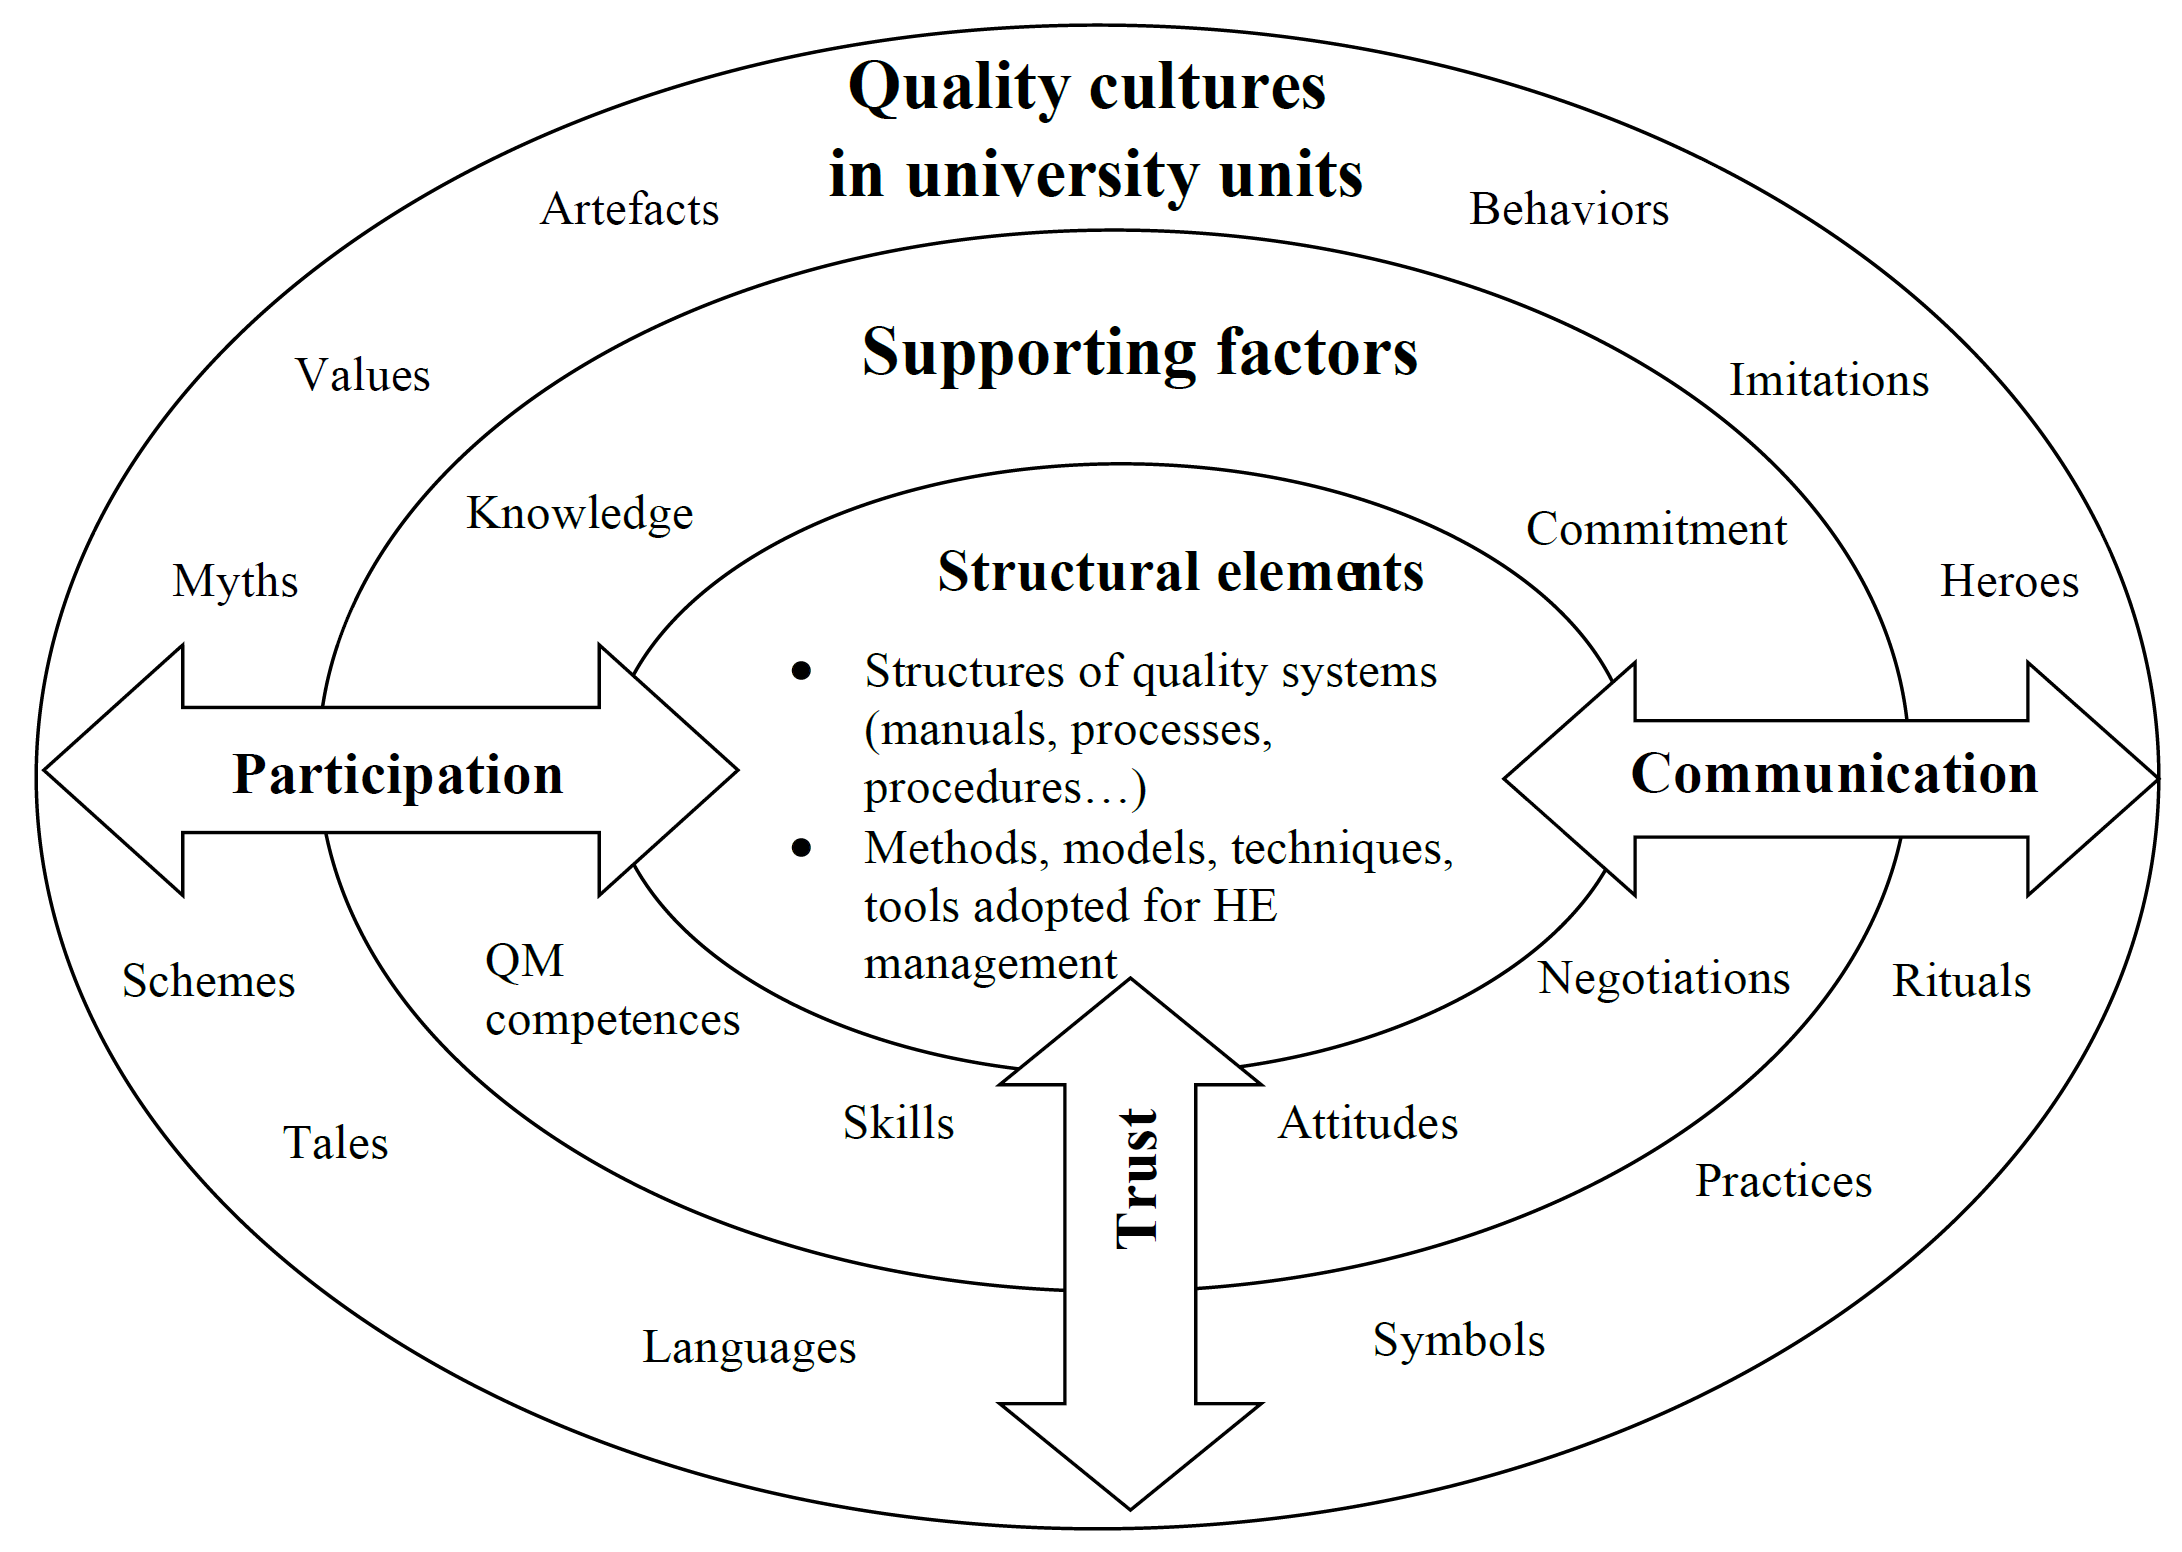 Quality cultures
in university units
Artefacts
Behaviors
Supporting factors
Values
Imitations
Knowledge
Commitment
Structural elements
Myths
Heroes
• Structures of quality systems
(manuals, processes,
procedures…)
Participation
Communication
• Methods, models, techniques,
tools adopted for HE
management
QM
competences
Negotiations
Schemes
Rituals
Skills
Trust
Attitudes
Tales
Practices
Languages
Symbols